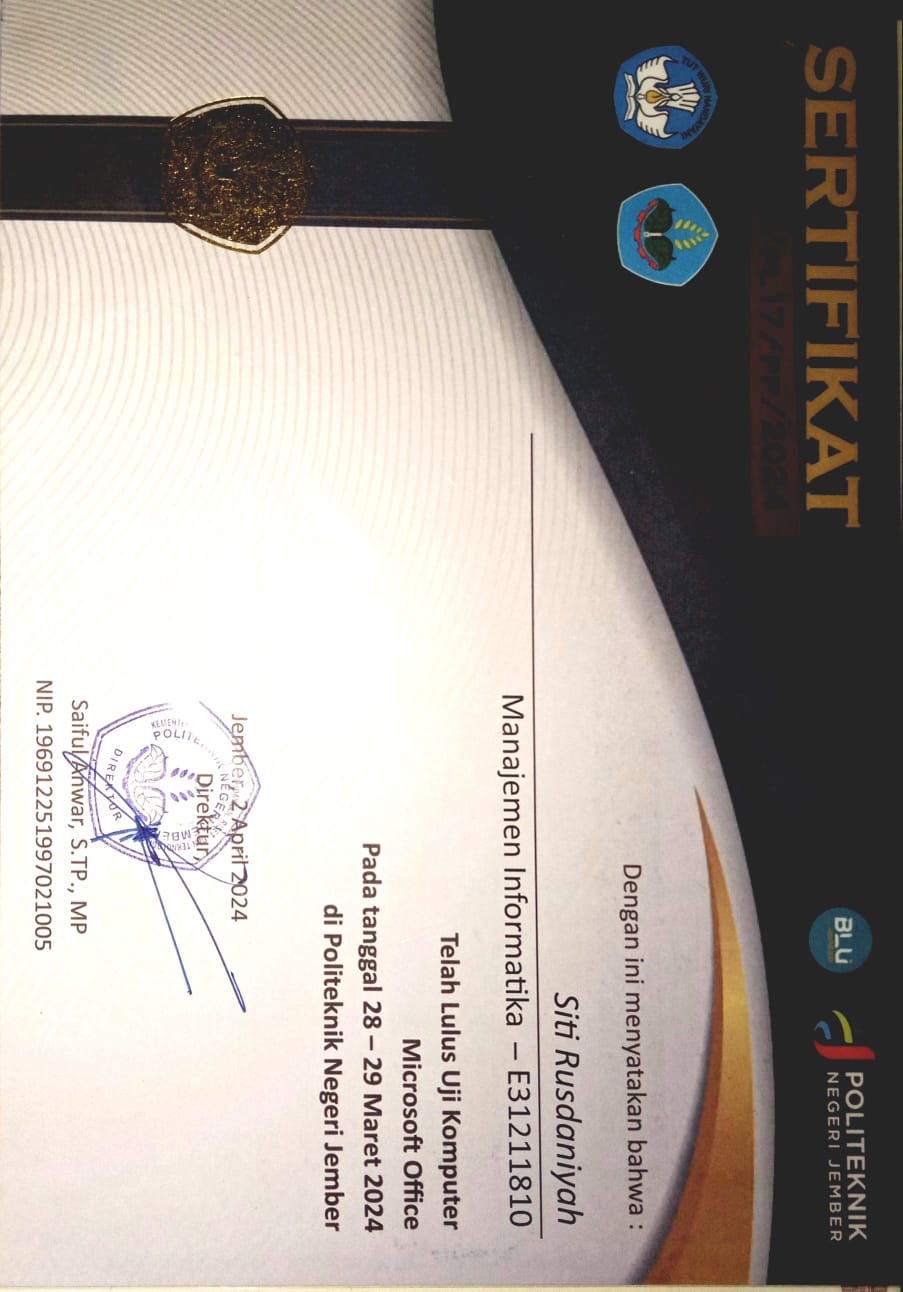 SERTIFIKAT
/PL17/PP/2024
BLU
POLITEKNIK
NEGERI JEMBER
TUT WURI HANDAYANI
Dengan ini menyatakan bahwa :
Siti Rusdaniyah
Manajemen Informatika – E31211810
Telah Lulus Uji Komputer
Microsoft Office
Pada tanggal 28 – 29 Maret 2024
di Politeknik Negeri Jember
Jember, 2 April 2024
Direktur,
POLITEKNIK NEGERI JEMBER
DIREKTUR
Saiful Anwar, S.TP., MP
NIP. 196912251997021005